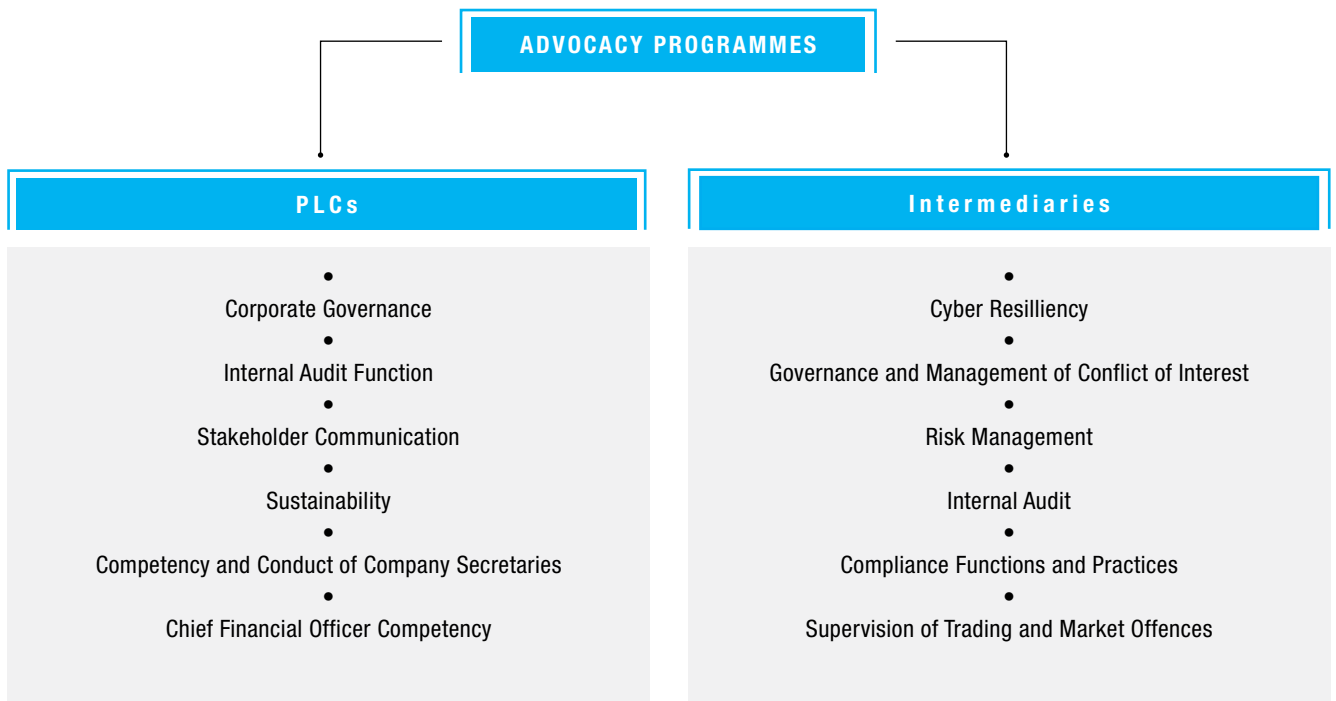 ADVOCACY PROGRAMMES
PLCs
• 
Corporate Governance
•
Internal Audit Function
•
Stakeholder Communication
•
Sustainability
•
Competency and Conduct of Company Secretaries
•
Chief Financial Officer Competency
Intermediaries
•
Cyber Resilliency
•
Governance and Management of Conflict of Interest
•
Risk Management
•
Internal Audit
•
Compliance Functions and Practices
•
Supervision of Trading and Market Offences